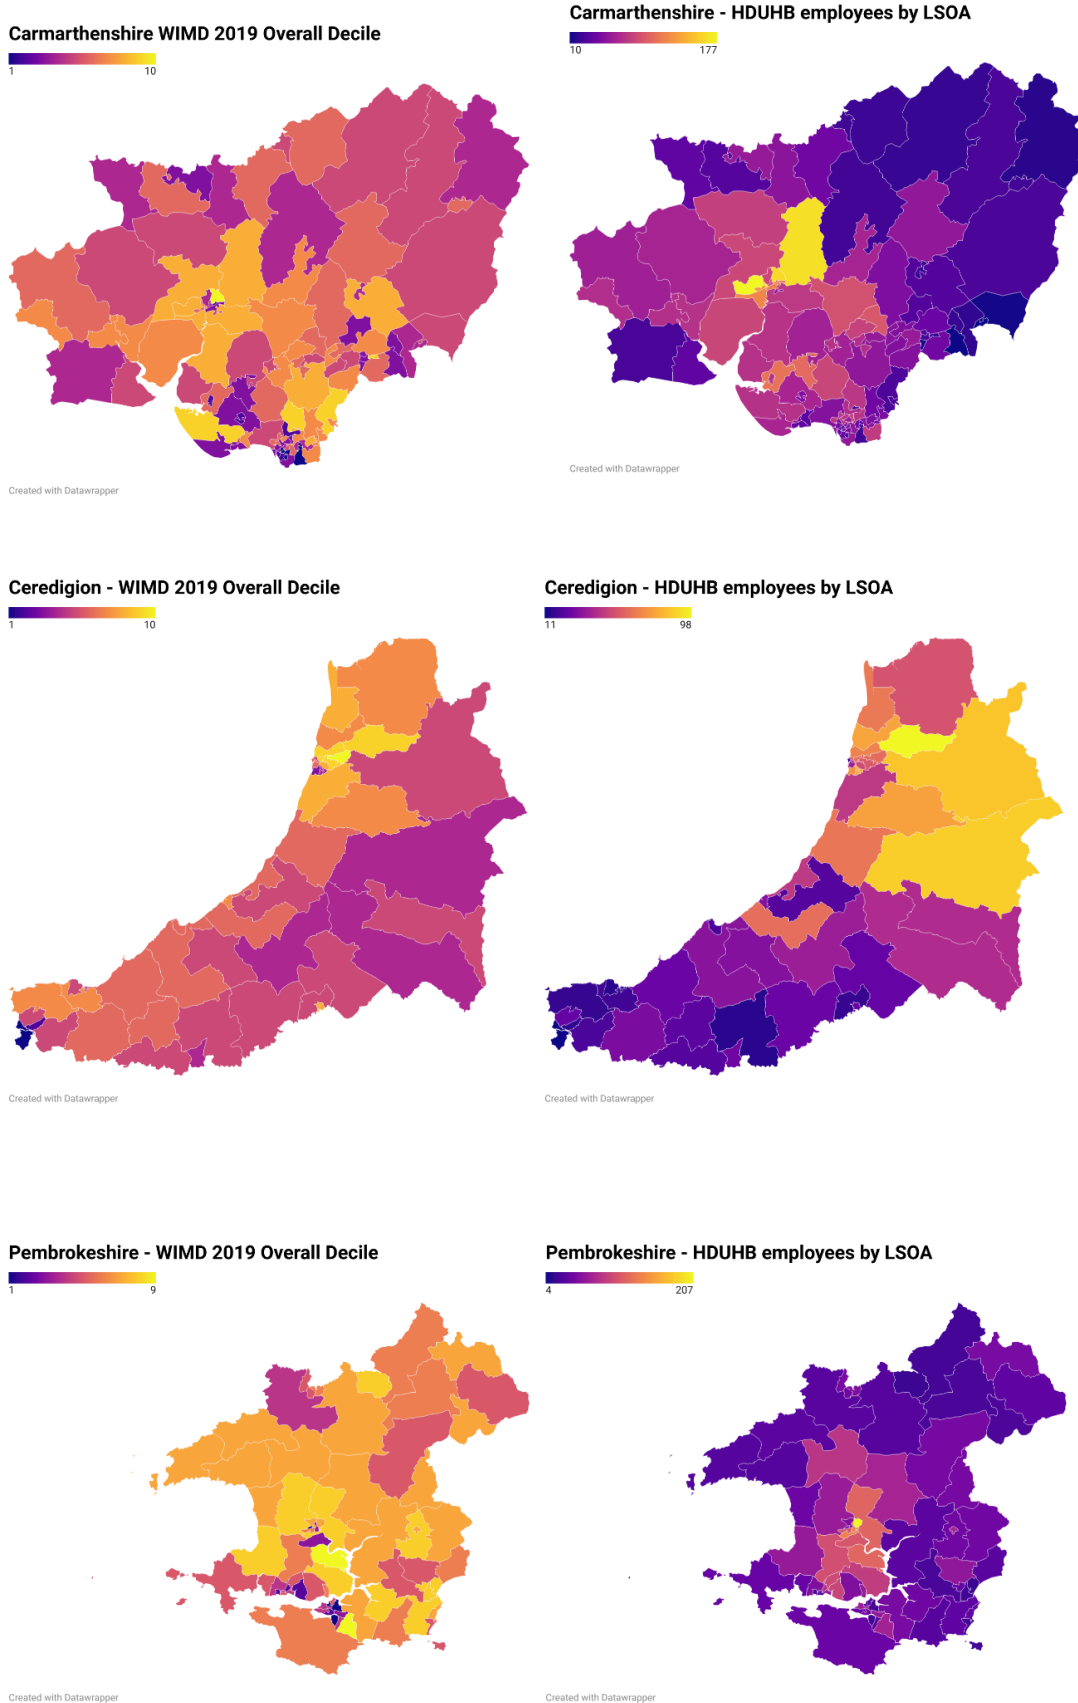 Carmarthenshire WIMD 2019 Overall Decile
1 10
Created with Datawrapper
Carmarthenshire - HDUHB employees by LSOA
10 177
Created with Datawrapper
Ceredigion - WIMD 2019 Overall Decile
1 10
Created with Datawrapper
Ceredigion - HDUHB employees by LSOA
11 98
Created with Datawrapper
Pembrokeshire - WIMD 2019 Overall Decile
1 9
Created with Datawrapper
Pembrokeshire - HDUHB employees by LSOA
4 207
Created with Datawrapper